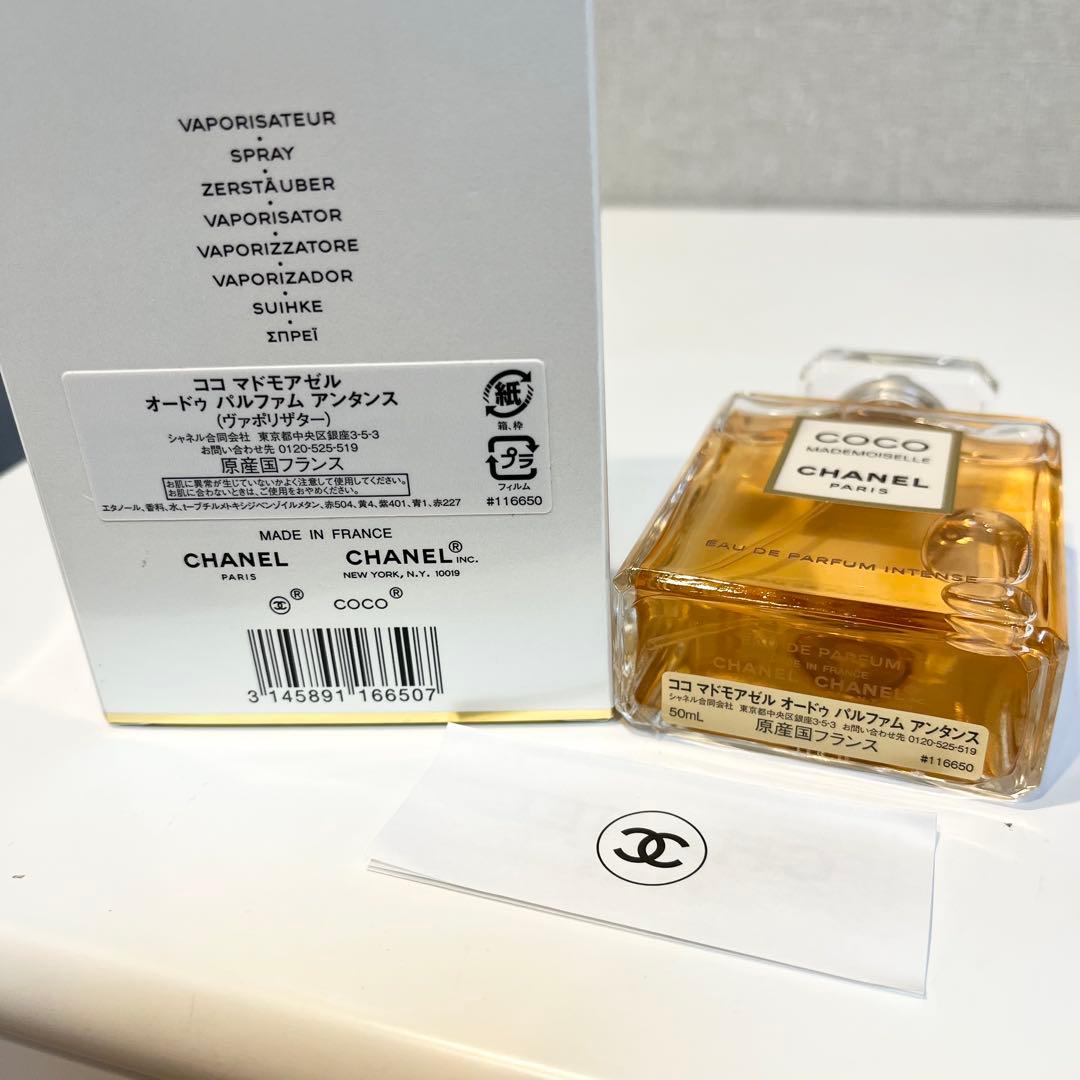 VAPORISATEUR
SPRAY
ZERSTÄUBER
VAPORISATOR
VAPORIZZATORE
VAPORIZADOR
SUIHKE
ΣΠΡΕΪ
ココ マドモアゼル
オードゥ パルファム アンタンス
(ヴァポリザター)
シャネル合同会社 東京都中央区銀座3-5-3
お問い合わせ先 0120-525-519
原産国フランス
お肌に異常が生じていないかよく注意して使用してください。
お肌に合わないときは、ご使用をおやめください。
エタノール、香料、水、t-ブチルメトキシジベンゾイルメタン、赤504、黄4、紫401、青1、赤227
紙
箱、枠
プラ
フィルム
#116650
MADE IN FRANCE
CHANEL
PARIS
CHANEL® INC.
NEW YORK, N.Y. 10019
®
COCO®
3 145891 166507
COCO
MADEMOISELLE
CHANEL
PARIS
EAU DE PARFUM INTENSE
EAU DE PARFUM
MADE IN FRANCE
CHANEL CHANEL
ココ マドモアゼル オードゥ パルファム アンタンス
シャネル合同会社 東京都中央区銀座3-5-3 お問い合わせ先 0120-525-519
50mL
原産国フランス
#116650